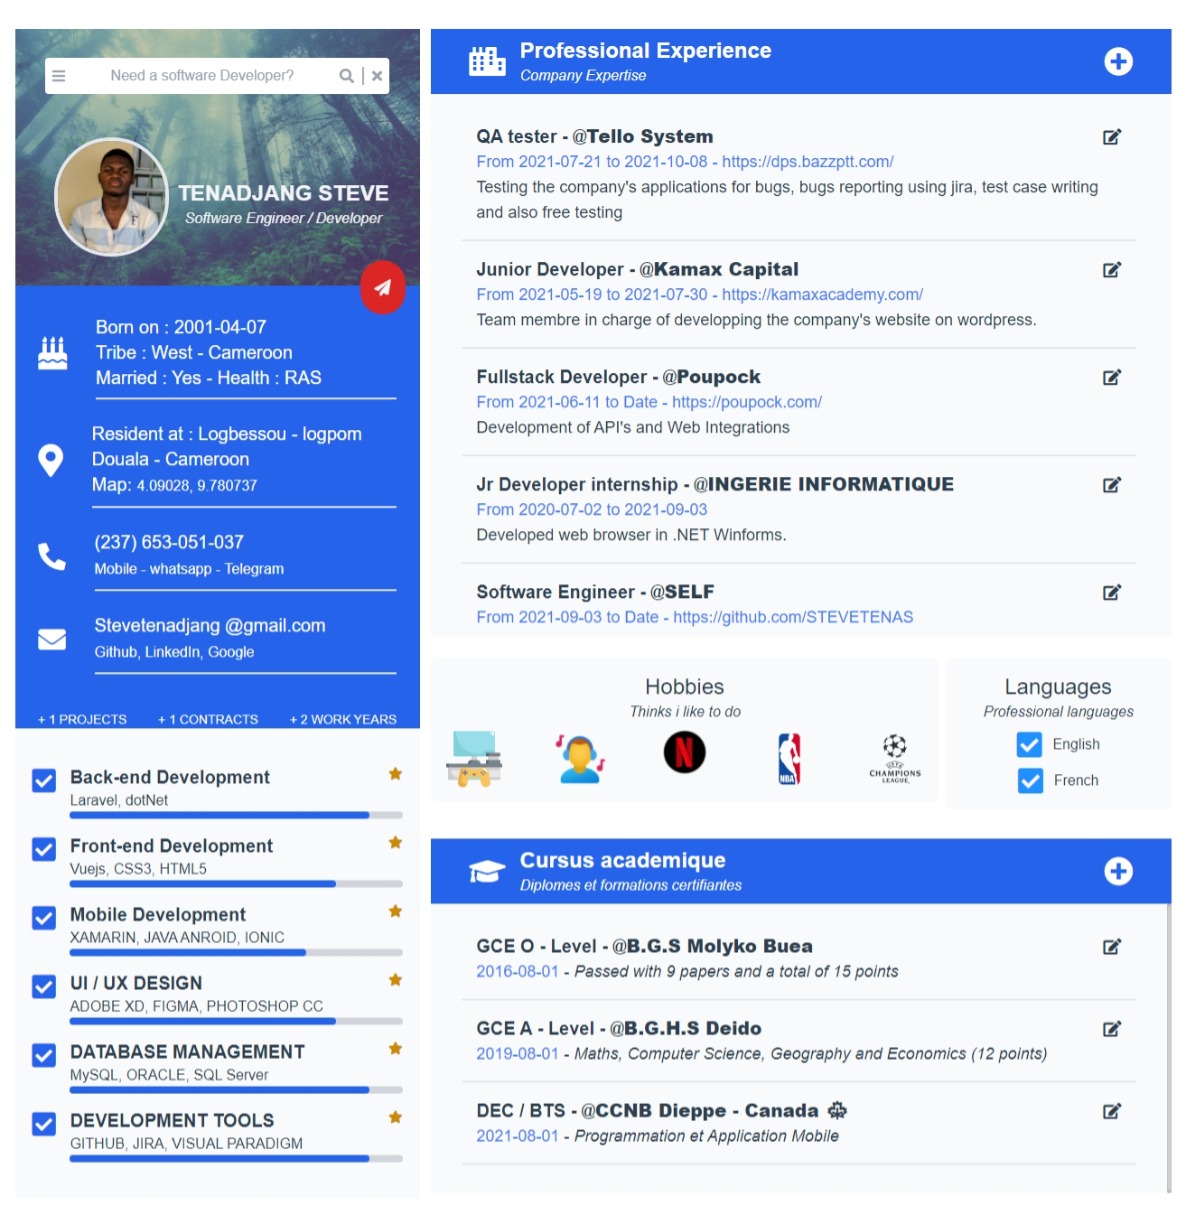 Need a software Developer?
TENADJANG STEVE
Software Engineer / Developer
Born on : 2001-04-07
Tribe : West - Cameroon
Married : Yes - Health : RAS
Resident at : Logbessou - logpom
Douala - Cameroon
Map: 4.09028, 9.780737
(237) 653-051-037
Mobile - whatsapp - Telegram
Stevetenadjang @gmail.com
Github, LinkedIn, Google
+ 1 PROJECTS + 1 CONTRACTS + 2 WORK YEARS
Back-end Development
Laravel, dotNet
Front-end Development
Vuejs, CSS3, HTML5
Mobile Development
XAMARIN, JAVA ANROID, IONIC
UI / UX DESIGN
ADOBE XD, FIGMA, PHOTOSHOP CC
DATABASE MANAGEMENT
MySQL, ORACLE, SQL Server
DEVELOPMENT TOOLS
GITHUB, JIRA, VISUAL PARADIGM
Professional Experience
Company Expertise
QA tester - @Tello System
From 2021-07-21 to 2021-10-08 - https://dps.bazzptt.com/
Testing the company's applications for bugs, bugs reporting using jira, test case writing
and also free testing
Junior Developer - @Kamax Capital
From 2021-05-19 to 2021-07-30 - https://kamaxacademy.com/
Team membre in charge of developping the company's website on wordpress.
Fullstack Developer - @Poupock
From 2021-06-11 to Date - https://poupock.com/
Development of API's and Web Integrations
Jr Developer internship - @INGERIE INFORMATIQUE
From 2020-07-02 to 2021-09-03
Developed web browser in .NET Winforms.
Software Engineer - @SELF
From 2021-09-03 to Date - https://github.com/STEVETENAS
Hobbies
Thinks i like to do
N
NBA
UEFA
CHAMPIONS
LEAGUE
Languages
Professional languages
English
French
Cursus academique
Diplomes et formations certifiantes
GCE O - Level - @B.G.S Molyko Buea
2016-08-01 - Passed with 9 papers and a total of 15 points
GCE A - Level - @B.G.H.S Deido
2019-08-01 - Maths, Computer Science, Geography and Economics (12 points)
DEC / BTS - @CCNB Dieppe - Canada
2021-08-01 - Programmation et Application Mobile